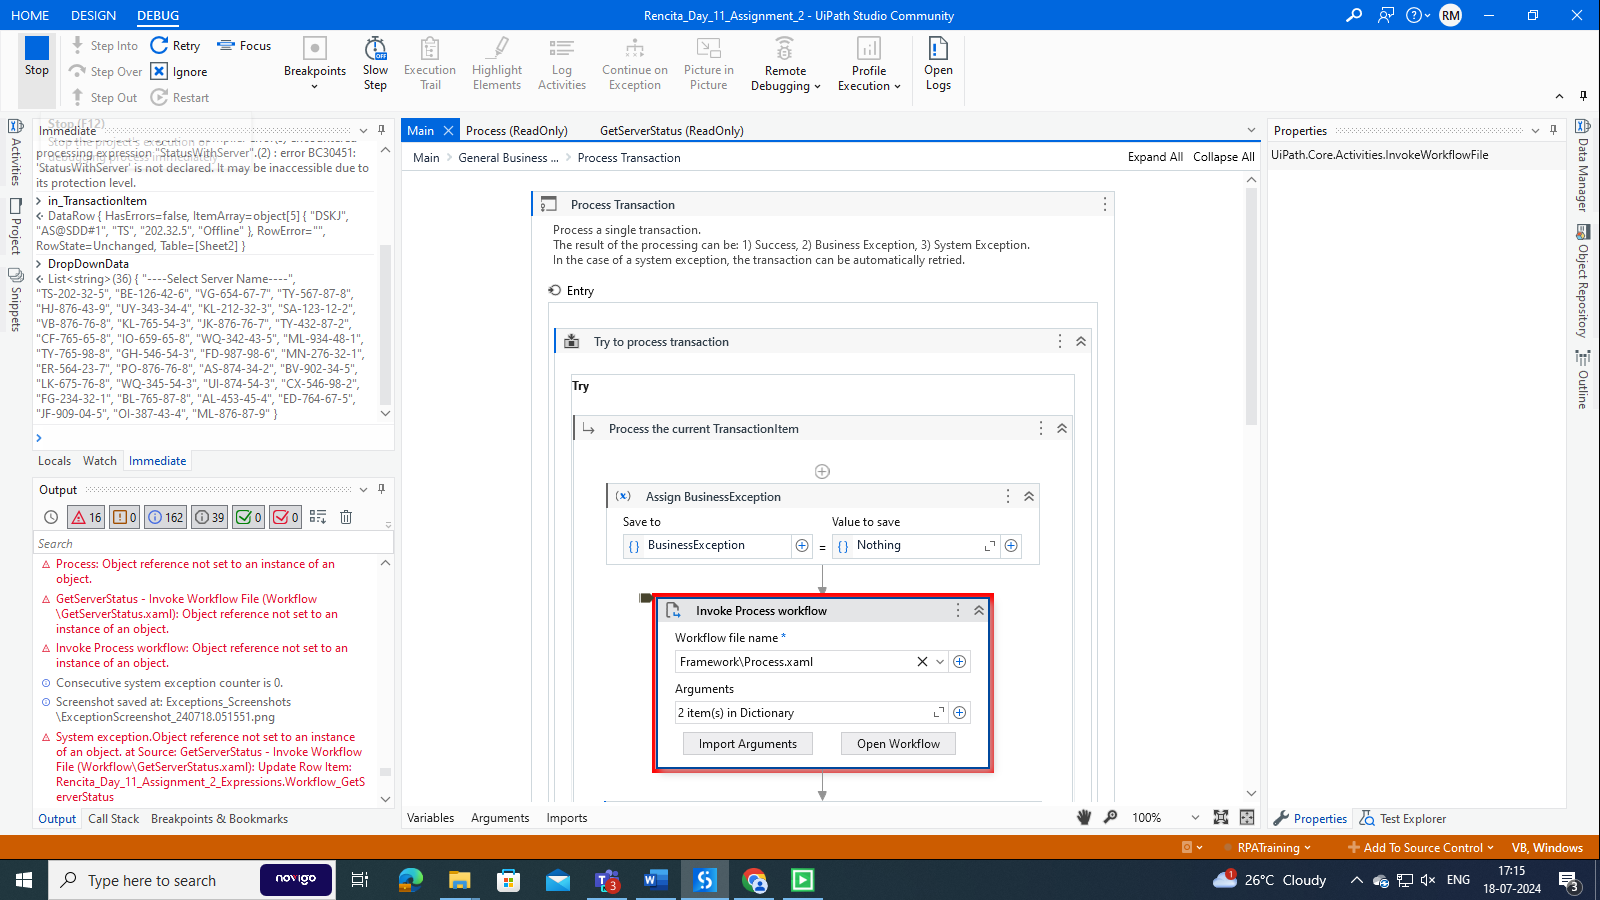 HOME DESIGN DEBUG
Rencita_Day_11_Assignment_2 - UiPath Studio Community
RM
Stop
Step Into
Step Over
Step Out
Retry
Ignore
Restart
Focus
Breakpoints
Slow Step
Execution Trail
Highlight Elements
Log Activities
Continue on Exception
Picture in Picture
Remote Debugging
Profile Execution
Open Logs
Stop (F12)
Stop the project's execution or
debugging process immediately
Activities
Project
Snippets
Immediate
processing expression "StatusWithServer".(2) : error BC30451:
'StatusWithServer' is not declared. It may be inaccessible due to
its protection level.
in_TransactionItem
DataRow { HasErrors=false, ItemArray=object[5] { "DSKJ",
"AS@SDD#1", "TS", "202.32.5", "Offline" }, RowError="",
RowState=Unchanged, Table=[Sheet2] }
DropDownData
List<string>(36) { "----Select Server Name----",
"TS-202-32-5", "BE-126-42-6", "VG-654-67-7", "TY-567-87-8",
"HJ-876-43-9", "UY-343-34-4", "KL-212-32-3", "SA-123-12-2",
"VB-876-76-8", "KL-765-54-3", "JK-876-76-7", "TY-432-87-2",
"CF-765-65-8", "IO-659-65-8", "WQ-342-43-5", "ML-934-48-1",
"TY-765-98-8", "GH-546-54-3", "FD-987-98-6", "MN-276-32-1",
"ER-564-23-7", "PO-876-76-8", "AS-874-34-2", "BV-902-34-5",
"LK-675-76-8", "WQ-345-54-3", "UI-874-54-3", "CX-546-98-2",
"FG-234-32-1", "BL-765-87-8", "AL-453-45-4", "ED-764-67-5",
"JF-909-04-5", "OI-387-43-4", "ML-876-87-9" }
Locals Watch Immediate
Output
16 0 162 39 0 0
Search
Process: Object reference not set to an instance of an
object.
GetServerStatus - Invoke Workflow File (Workflow
\GetServerStatus.xaml): Object reference not set to an
instance of an object.
Invoke Process workflow: Object reference not set to an
instance of an object.
Consecutive system exception counter is 0.
Screenshot saved at: Exceptions_Screenshots
\ExceptionScreenshot_240718.051551.png
System exception.Object reference not set to an instance
of an object. at Source: GetServerStatus - Invoke Workflow
File (Workflow\GetServerStatus.xaml): Update Row Item:
Rencita_Day_11_Assignment_2_Expressions.Workflow_GetS
erverStatus
Output Call Stack Breakpoints & Bookmarks
Main Process (ReadOnly) GetServerStatus (ReadOnly)
Main > General Business ... > Process Transaction
Expand All Collapse All
Process Transaction
Process a single transaction.
The result of the processing can be: 1) Success, 2) Business Exception, 3) System Exception.
In the case of a system exception, the transaction can be automatically retried.
Entry
Try to process transaction
Try
Process the current TransactionItem
(x) Assign BusinessException
Save to Value to save
{} BusinessException = {} Nothing
Invoke Process workflow
Workflow file name *
Framework\Process.xaml
Arguments
2 item(s) in Dictionary
Import Arguments Open Workflow
Variables Arguments Imports
100%
Properties
UiPath.Core.Activities.InvokeWorkflowFile
Data Manager
Object Repository
Outline
Properties Test Explorer
RPATraining Add To Source Control VB, Windows
Type here to search
novigo
3
1
26°C Cloudy
ENG
17:15
18-07-2024
3